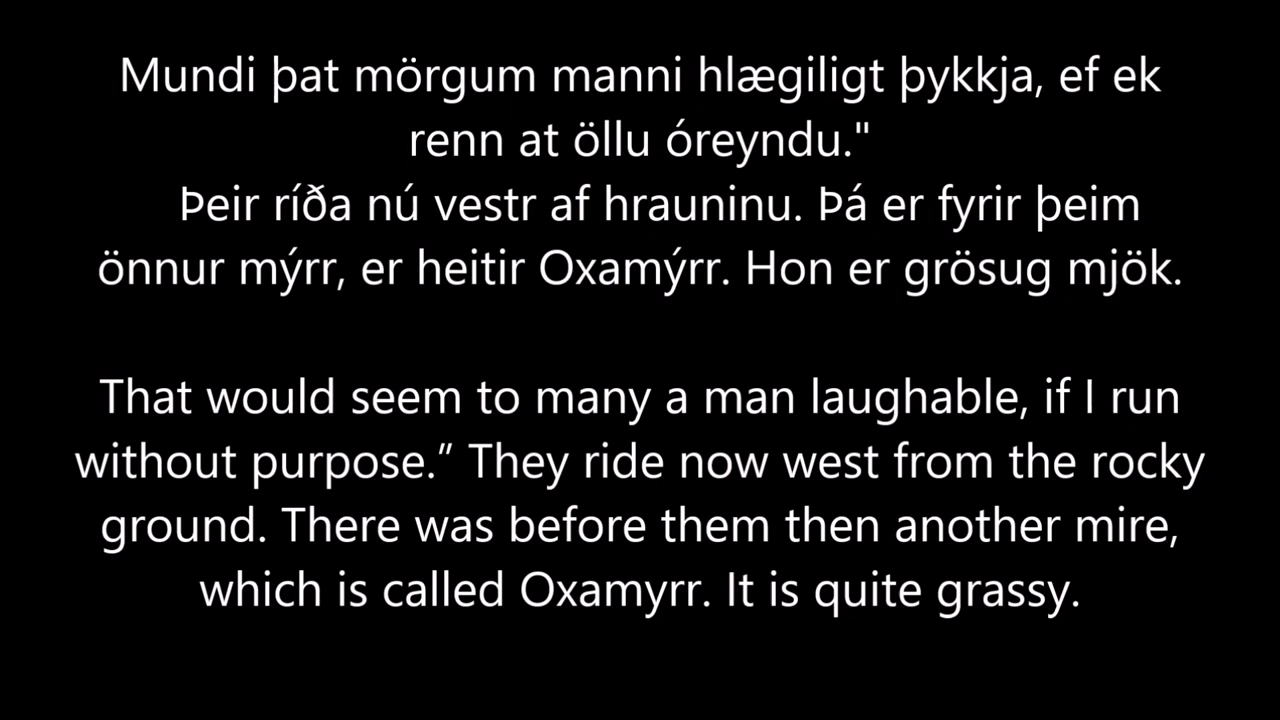 Mundi þat mörgum manni hlægiligt þykkja, ef ek
renn at öllu óreyndu."
Þeir ríða nú vestr af hrauninu. Þá er fyrir þeim
önnur mýrr, er heitir Oxamýrr. Hon er grösug mjök.
That would seem to many a man laughable, if I run
without purpose.” They ride now west from the rocky
ground. There was before them then another mire,
which is called Oxamyrr. It is quite grassy.